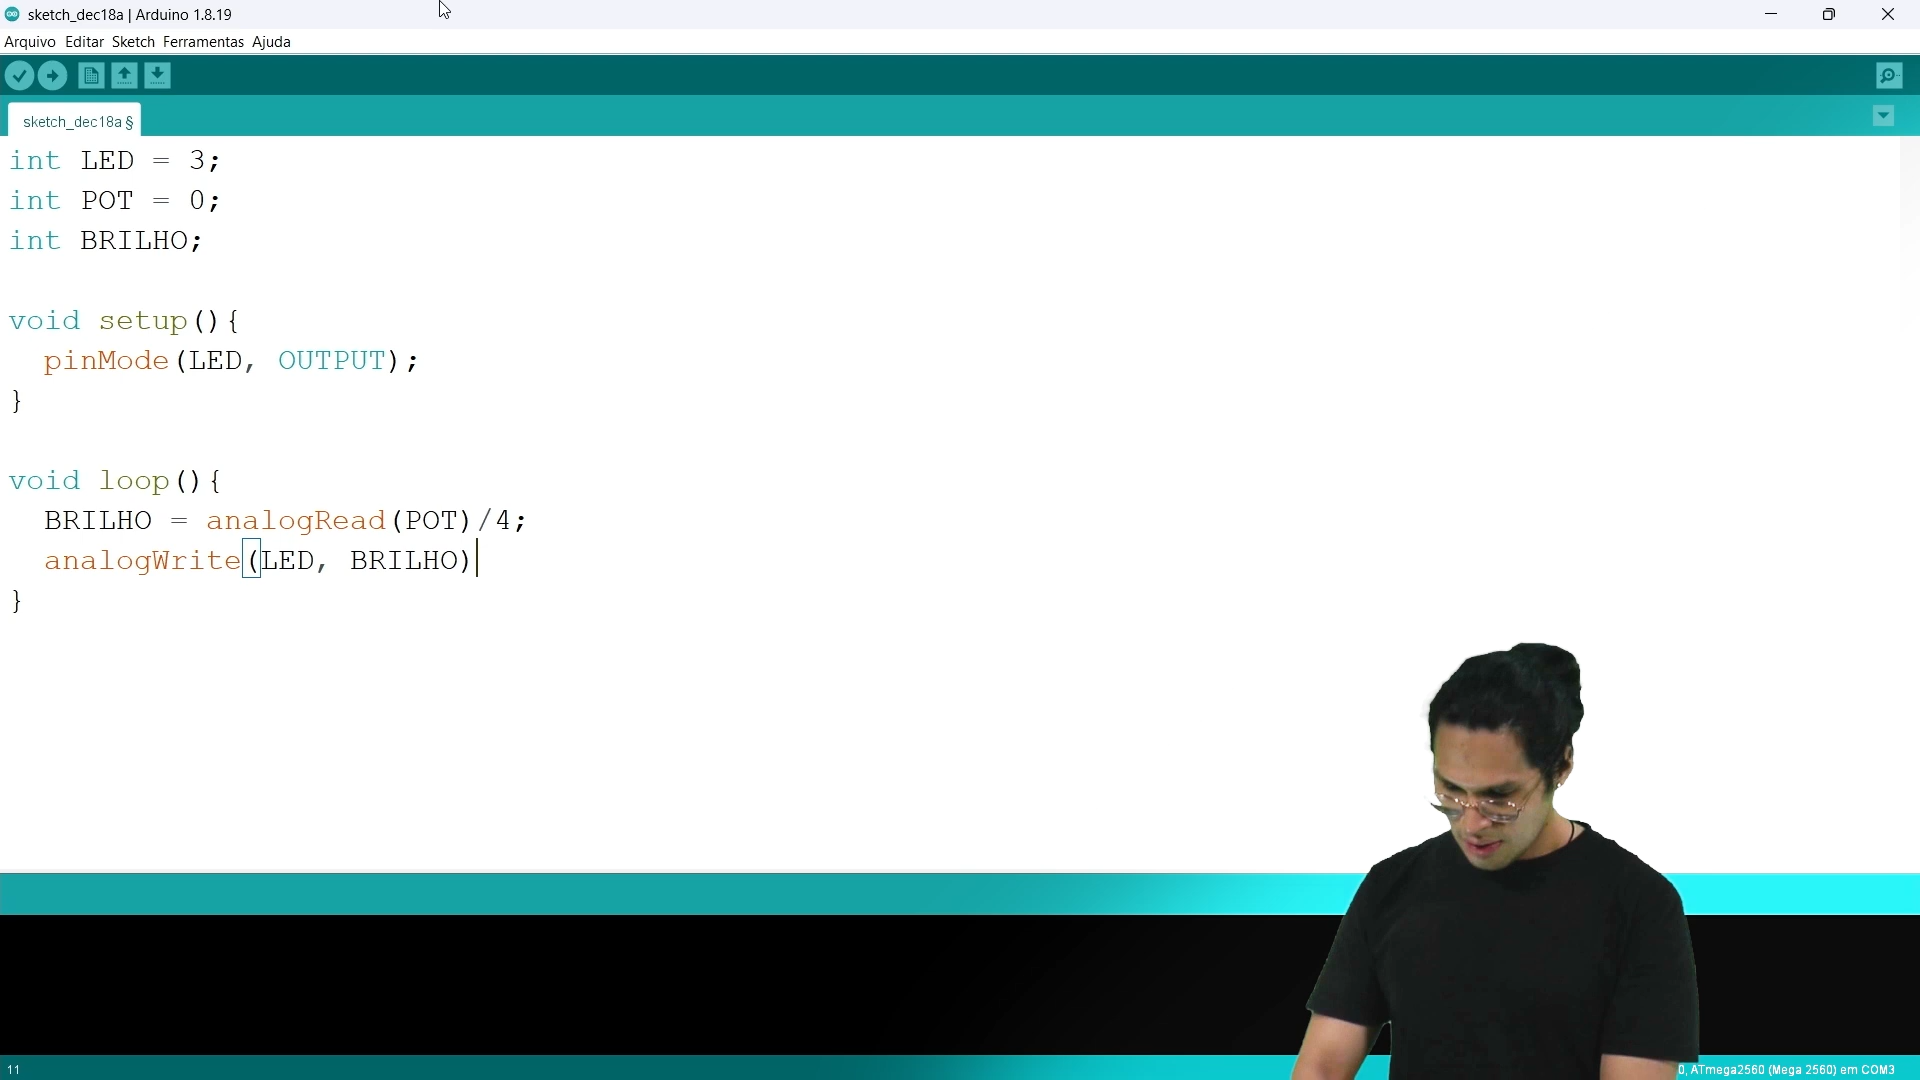 sketch_dec18a | Arduino 1.8.19
Arquivo Editar Sketch Ferramentas Ajuda
sketch_dec18a §
int LED = 3;
int POT = 0;
int BRILHO;
void setup(){
pinMode(LED, OUTPUT);
}
void loop(){
BRILHO = analogRead(POT)/4;
analogWrite(LED, BRILHO)
}
11
0, ATmega2560 (Mega 2560) em COM3